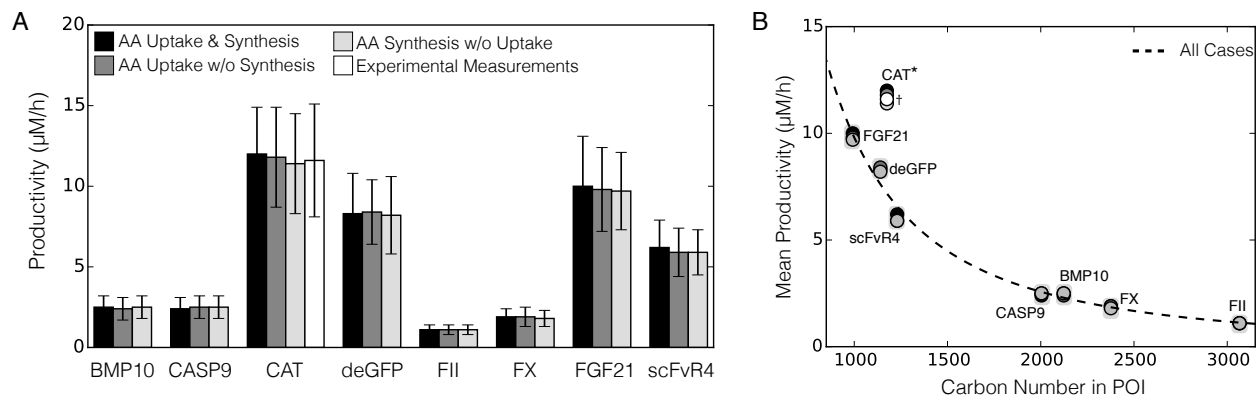 A
20
15
10
5
0
Productivity (μM/h)
AA Uptake & Synthesis
AA Uptake w/o Synthesis
AA Synthesis w/o Uptake
Experimental Measurements
BMP10 CASP9 CAT deGFP FII FX FGF21 scFvR4
B
15
10
5
0
Mean Productivity (μM/h)
All Cases
CAT*
†
FGF21
deGFP
scFvR4
BMP10
CASP9
FX
FII
1000 1500 2000 2500 3000
Carbon Number in POI